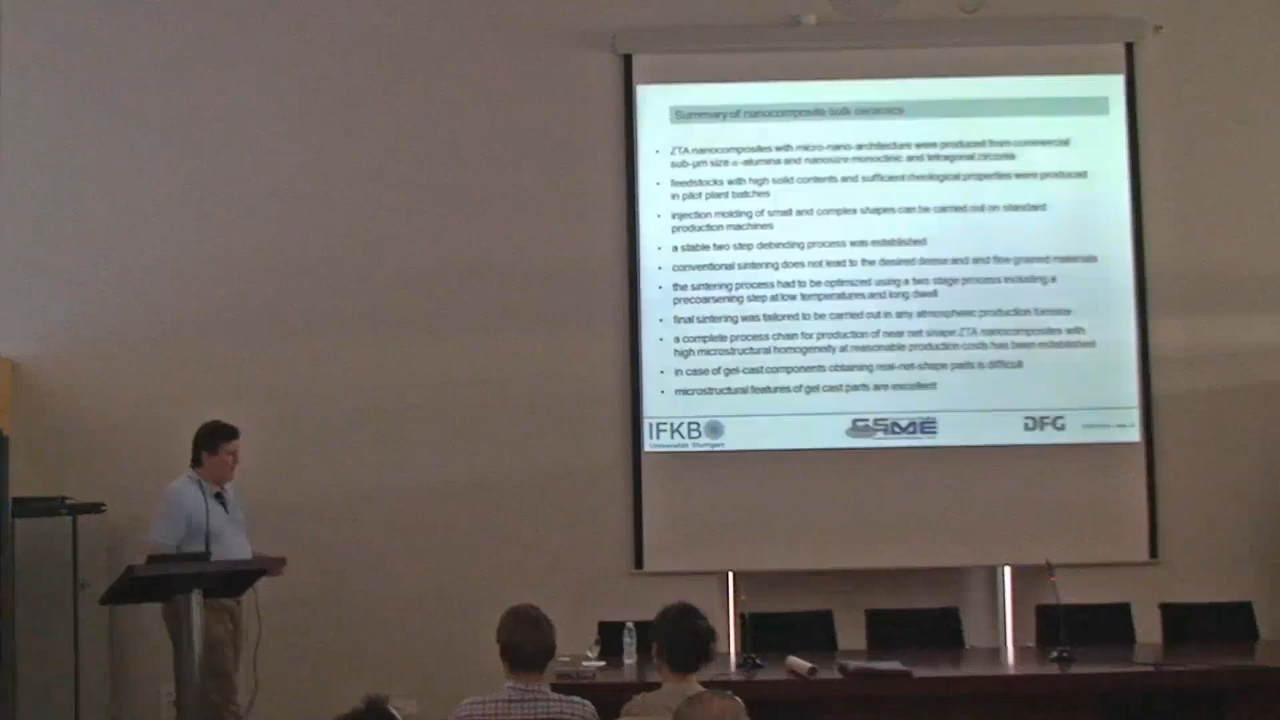 Summary of nanocomposite bulk ceramics
• ZTA nanocomposites with micro-nano-architecture were produced from commercial
sub-µm size α-alumina and nanosize monoclinic and tetragonal zirconia
• feedstocks with high solid contents and sufficient rheological properties were produced
in pilot plant batches
• injection molding of small and complex shapes can be carried out on standard
production machines
• a stable two step debinding process was established
• conventional sintering does not lead to the desired dense and and fine grained materials
• the sintering process had to be optimized using a two stage process including a
precoarsening step at low temperatures and long dwell
• final sintering was tailored to be carried out in any atmospheric production furnace
• a complete process chain for production of near net shape ZTA nanocomposites with
high microstructural homogeneity at reasonable production costs has been established
• in case of gel-cast components obtaining real-net-shape parts is difficult
• microstructural features of gel cast parts are excellent
IFKB
Universität Stuttgart
GSME
DFG